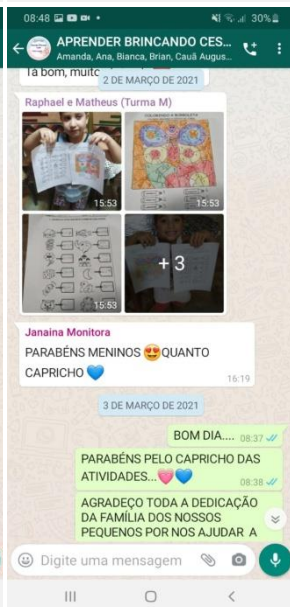 08:48
30%
APRENDER BRINCANDO CES...
Amanda, Ana, Bianca, Brian, Cauã Augus...
Tá bom, muito
2 DE MARÇO DE 2021
Raphael e Matheus (Turma M)
15:53
15:53
15:53
+ 3
Janaina Monitora
PARABÉNS MENINOS 😍 QUANTO
CAPRICHO 💙
16:19
3 DE MARÇO DE 2021
BOM DIA.... 08:37
PARABÉNS PELO CAPRICHO DAS
ATIVIDADES...💗💙
08:38
AGRADEÇO TODA A DEDICAÇÃO
DA FAMÍLIA DOS NOSSOS
PEQUENOS POR NOS AJUDAR A
Digite uma mensagem